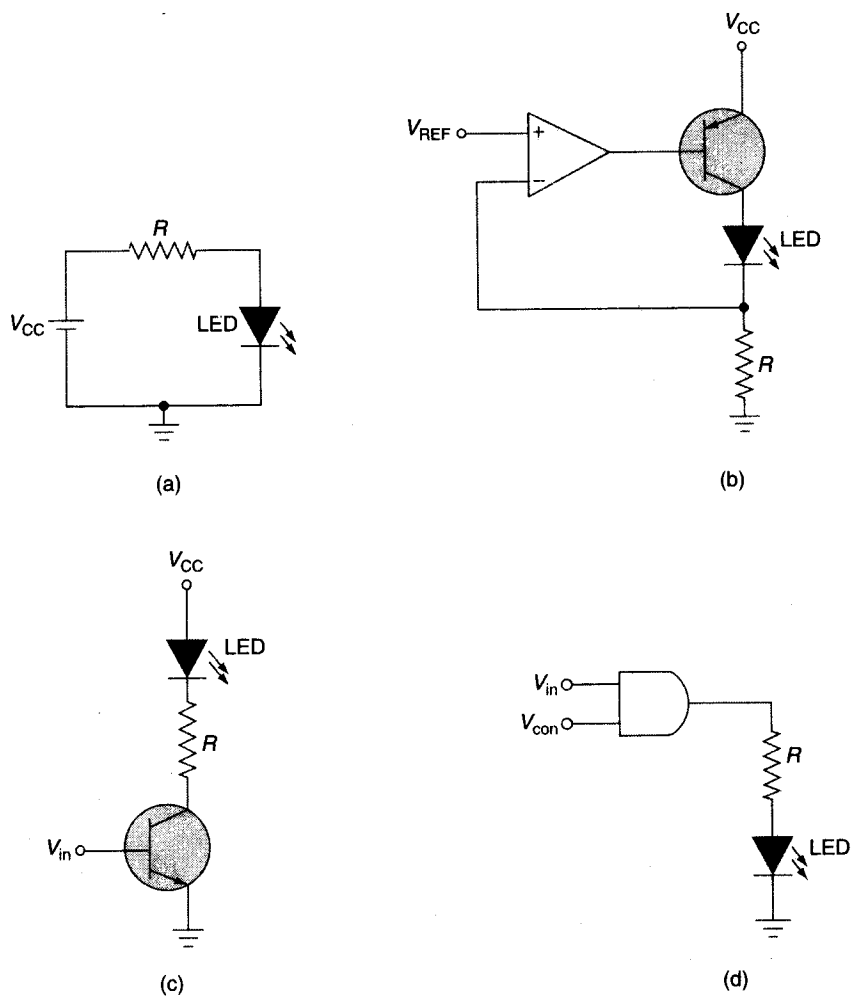 V_CC
V_REF
+
−
LED
R
(b)
R
V_CC
LED
(a)
V_CC
LED
R
V_in
(c)
V_in
V_con
R
LED
(d)